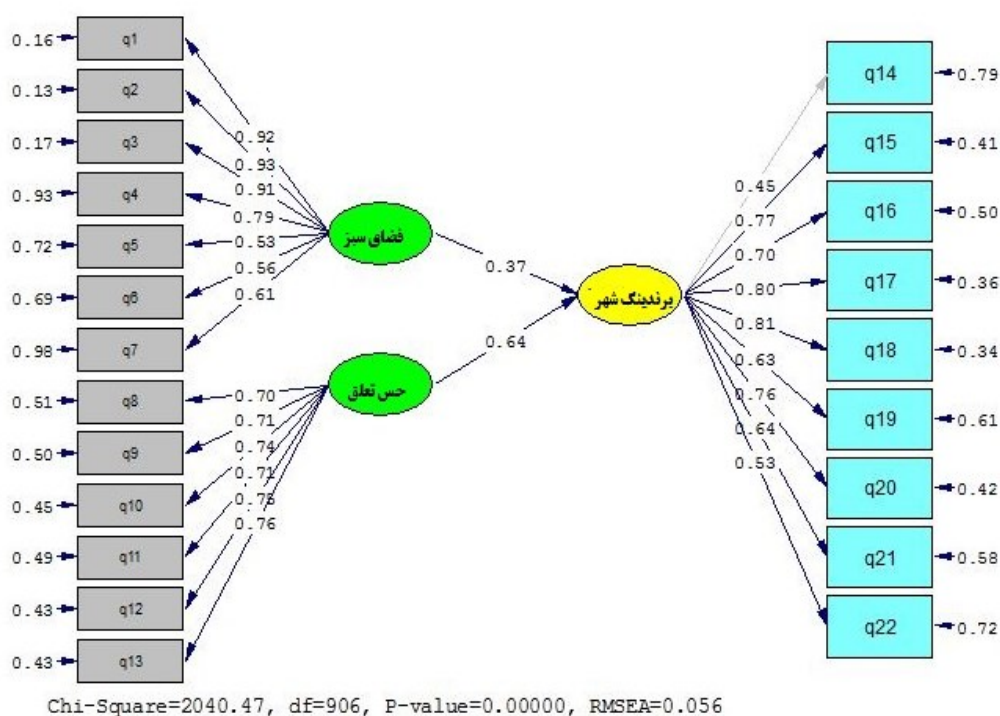 0.16 q1
0.13 q2
0.17 q3
0.93 q4
0.72 q5
0.69 q6
0.98 q7
0.51 q8
0.50 q9
0.45 q10
0.49 q11
0.43 q12
0.43 q13
0.92
0.93
0.91
0.79
0.53
0.56
0.61
0.70
0.71
0.74
0.71
0.75
0.76
فضای سبز
حس تعلق
0.37
0.64
برندینگ شهر
0.45
0.77
0.70
0.80
0.81
0.63
0.76
0.64
0.53
q14 0.79
q15 0.41
q16 0.50
q17 0.36
q18 0.34
q19 0.61
q20 0.42
q21 0.58
q22 0.72
Chi-Square=2040.47, df=906, P-value=0.00000, RMSEA=0.056